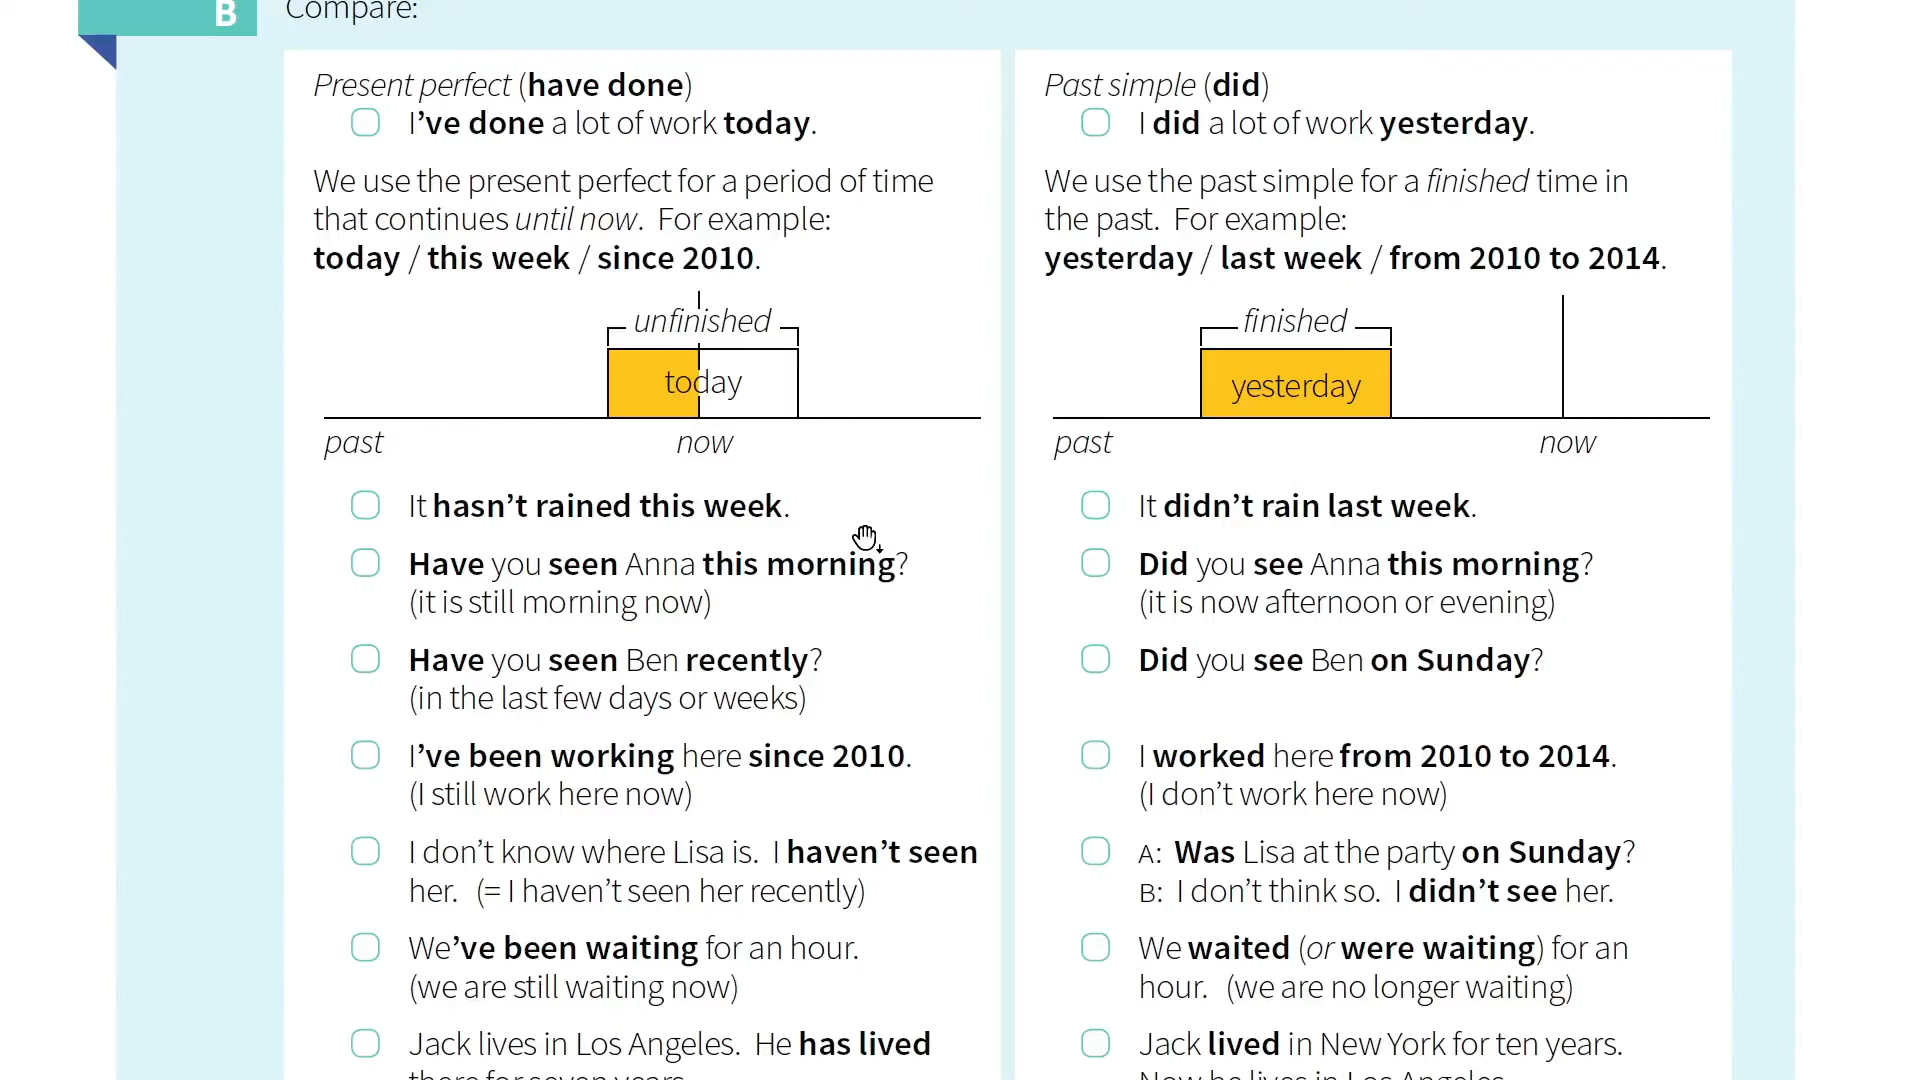 B
Compare:
Present perfect (have done)
I've done a lot of work today.
We use the present perfect for a period of time
that continues until now. For example:
today / this week / since 2010.
unfinished
today
past
now
It hasn't rained this week.
Have you seen Anna this morning?
(it is still morning now)
Have you seen Ben recently?
(in the last few days or weeks)
I've been working here since 2010.
(I still work here now)
I don't know where Lisa is. I haven't seen
her. (= I haven't seen her recently)
We've been waiting for an hour.
(we are still waiting now)
Jack lives in Los Angeles. He has lived
there for seven years.
Past simple (did)
I did a lot of work yesterday.
We use the past simple for a finished time in
the past. For example:
yesterday / last week / from 2010 to 2014.
finished
yesterday
past
now
It didn't rain last week.
Did you see Anna this morning?
(it is now afternoon or evening)
Did you see Ben on Sunday?
I worked here from 2010 to 2014.
(I don't work here now)
A: Was Lisa at the party on Sunday?
B: I don't think so. I didn't see her.
We waited (or were waiting) for an
hour. (we are no longer waiting)
Jack lived in New York for ten years.
Now he lives in Los Angeles.